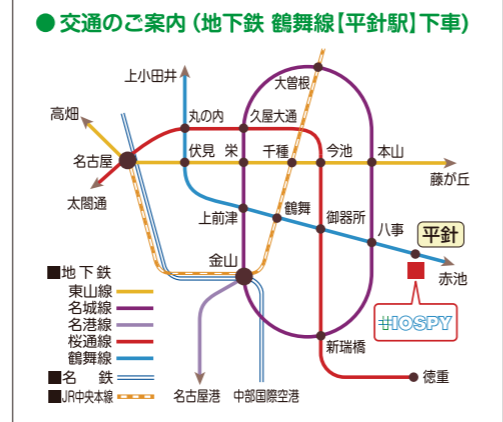 ●交通のご案内（地下鉄 鶴舞線【平針駅】下車）
上小田井
大曽根
高畑
丸の内
久屋大通
名古屋
伏見
栄
千種
今池
本山
藤が丘
太閤通
上前津
鶴舞
御器所
八事
平針
赤池
金山
HOSPY
■地下鉄
東山線
名城線
名港線
桜通線
鶴舞線
■名 鉄
■JR中央本線
新瑞橋
徳重
名古屋港
中部国際空港